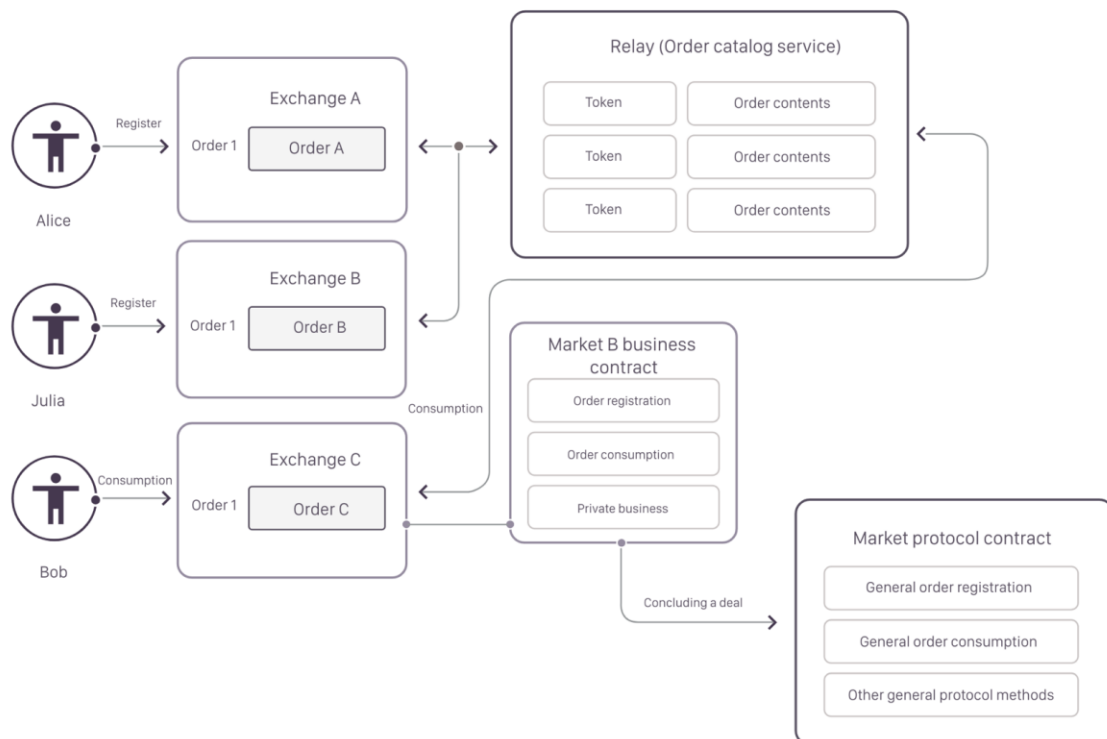 Alice
Register
Exchange A
Order 1
Order A
Relay (Order catalog service)
Token
Order contents
Token
Order contents
Token
Order contents
Julia
Register
Exchange B
Order 1
Order B
Bob
Consumption
Exchange C
Order 1
Order C
Consumption
Market B business
contract
Order registration
Order consumption
Private business
Concluding a deal
Market protocol contract
General order registration
General order consumption
Other general protocol methods